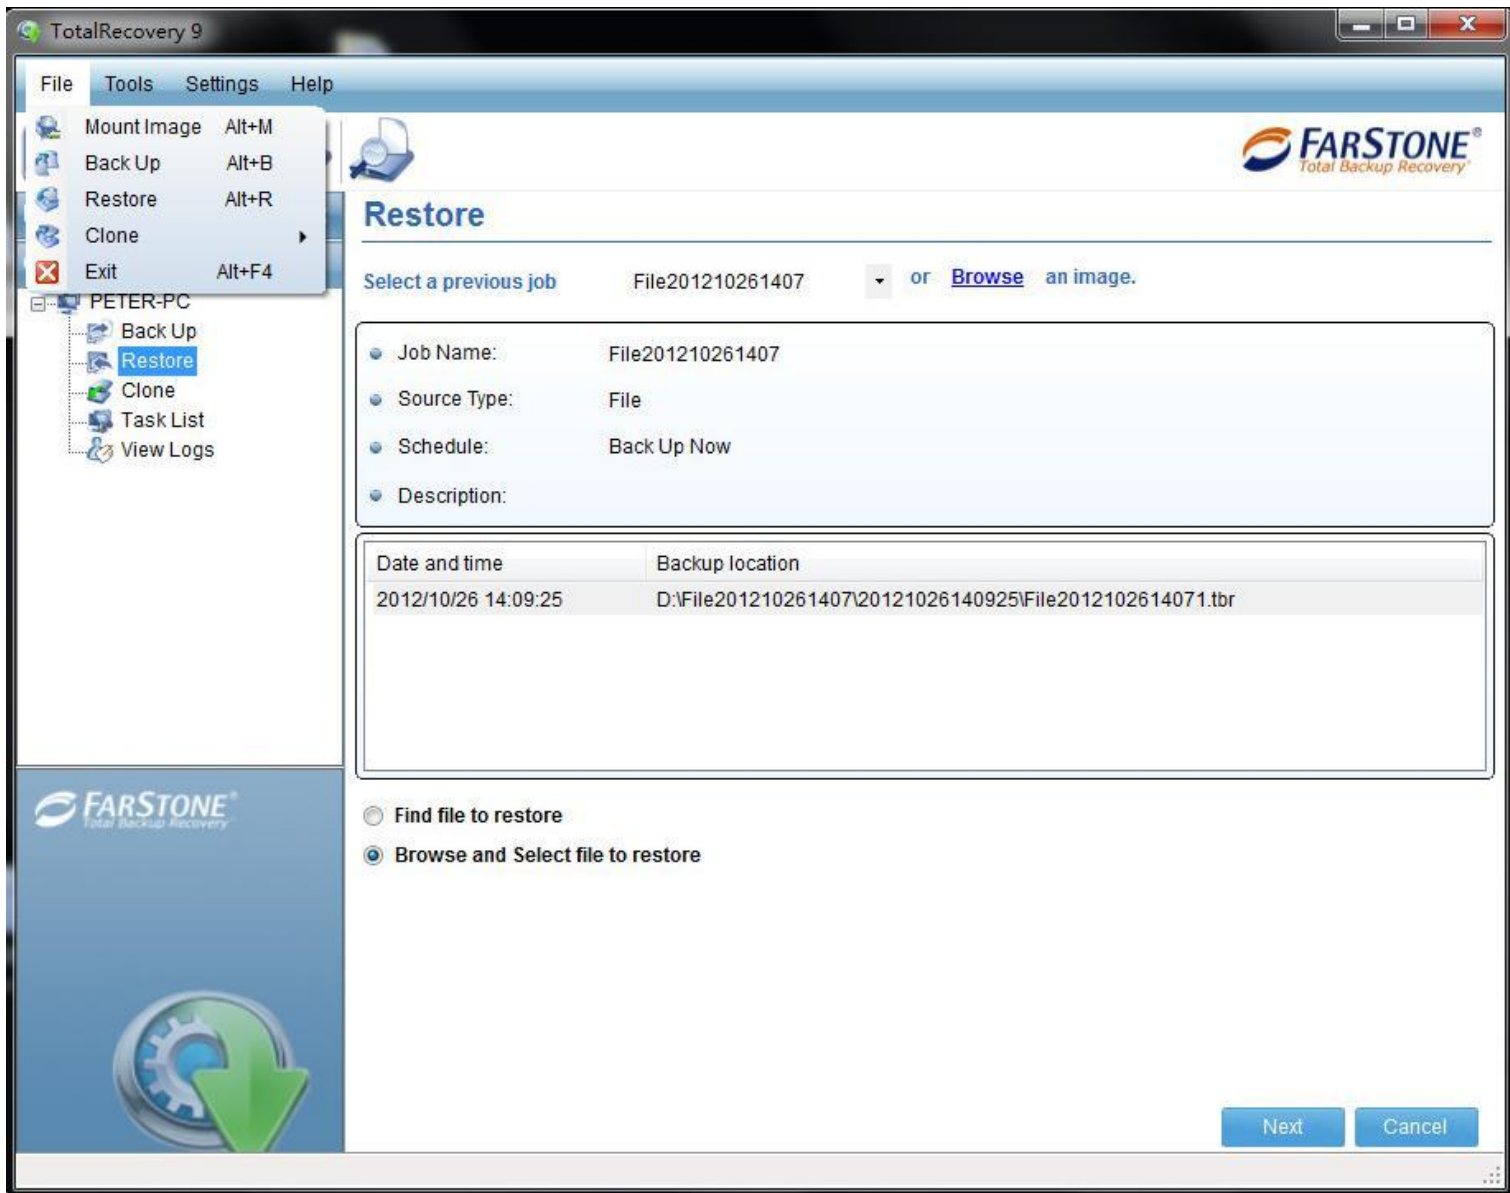 TotalRecovery 9
File Tools Settings Help
Mount Image Alt+M
Back Up Alt+B
Restore Alt+R
Clone
Exit Alt+F4
FARSTONE®
Total Backup Recovery
PETER-PC
Back Up
Restore
Clone
Task List
View Logs
Restore
Select a previous job File201210261407 or Browse an image.
Job Name: File201210261407
Source Type: File
Schedule: Back Up Now
Description:
Date and time Backup location
2012/10/26 14:09:25 D:\File201210261407\20121026140925\File2012102614071.tbr
FARSTONE®
Total Backup Recovery
Find file to restore
Browse and Select file to restore
Next Cancel